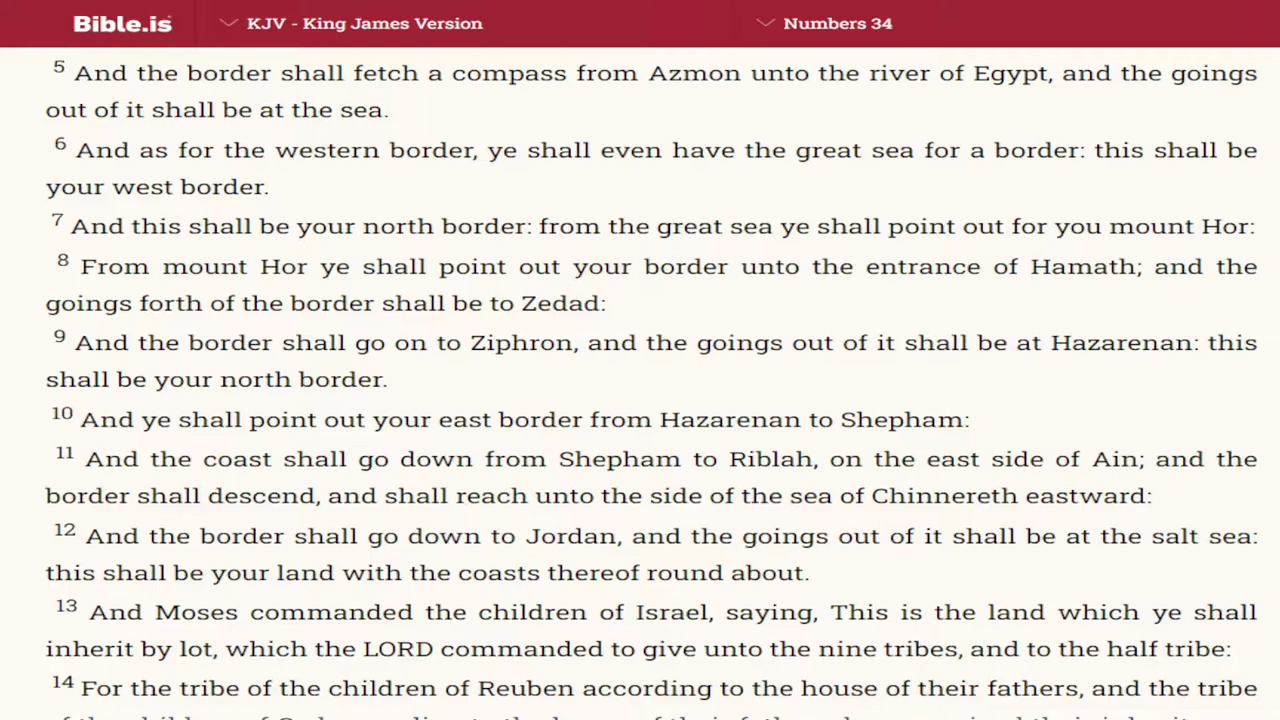 Bible.is KJV - King James Version Numbers 34
5 And the border shall fetch a compass from Azmon unto the river of Egypt, and the goings
out of it shall be at the sea.
6 And as for the western border, ye shall even have the great sea for a border: this shall be
your west border.
7 And this shall be your north border: from the great sea ye shall point out for you mount Hor:
8 From mount Hor ye shall point out your border unto the entrance of Hamath; and the
goings forth of the border shall be to Zedad:
9 And the border shall go on to Ziphron, and the goings out of it shall be at Hazarenan: this
shall be your north border.
10 And ye shall point out your east border from Hazarenan to Shepham:
11 And the coast shall go down from Shepham to Riblah, on the east side of Ain; and the
border shall descend, and shall reach unto the side of the sea of Chinnereth eastward:
12 And the border shall go down to Jordan, and the goings out of it shall be at the salt sea:
this shall be your land with the coasts thereof round about.
13 And Moses commanded the children of Israel, saying, This is the land which ye shall
inherit by lot, which the LORD commanded to give unto the nine tribes, and to the half tribe:
14 For the tribe of the children of Reuben according to the house of their fathers, and the tribe